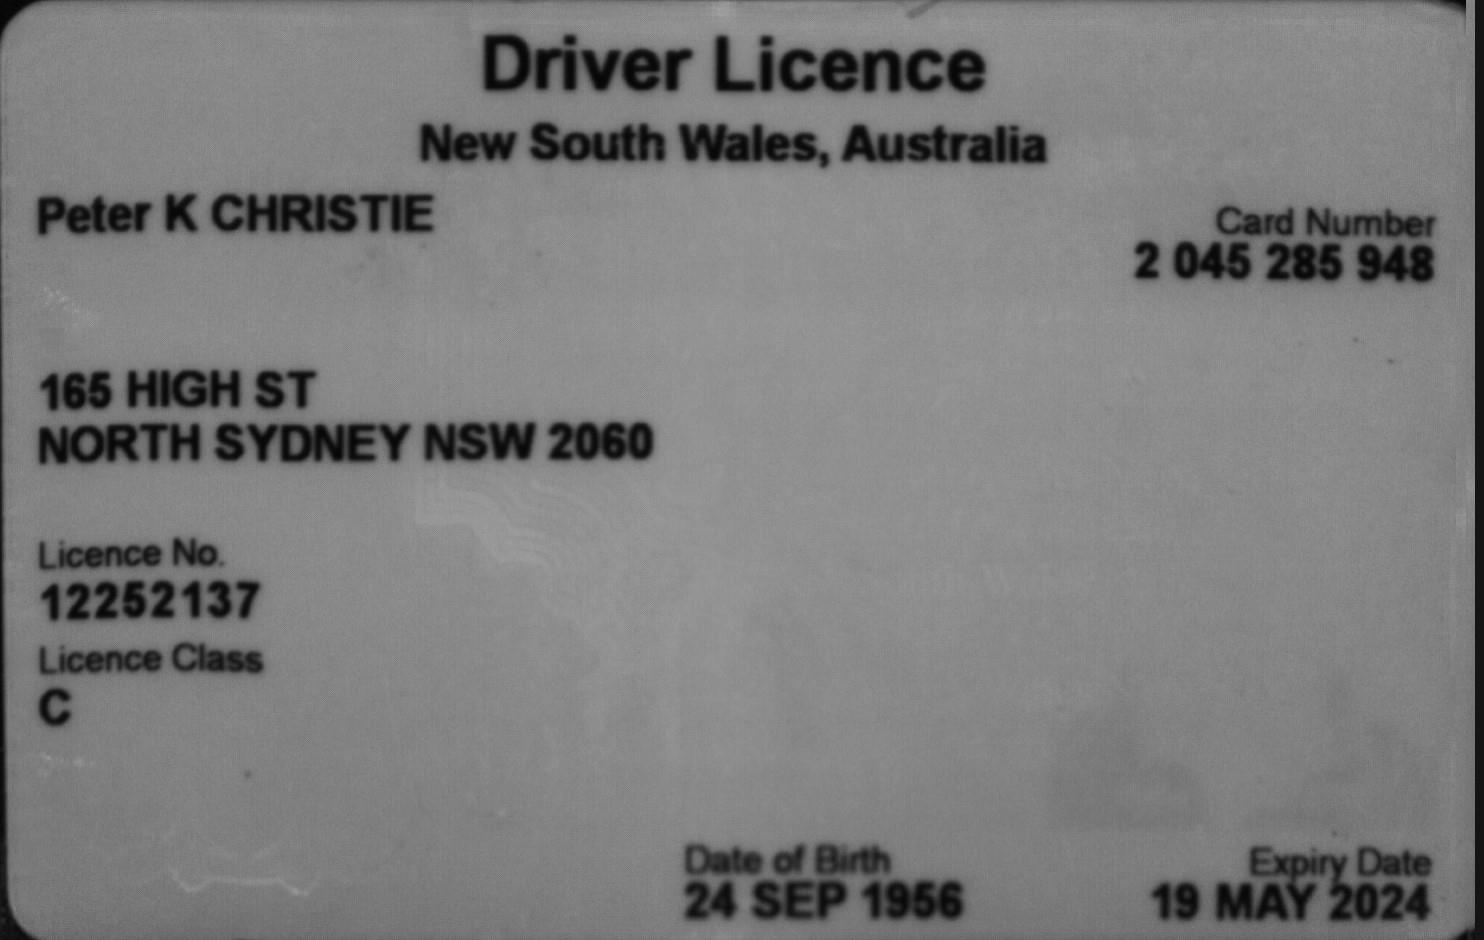 Driver Licence
New South Wales, Australia
Peter K CHRISTIE
Card Number
2 045 285 948
165 HIGH ST
NORTH SYDNEY NSW 2060
Licence No.
12252137
Licence Class
C
Date of Birth
24 SEP 1956
Expiry Date
19 MAY 2024